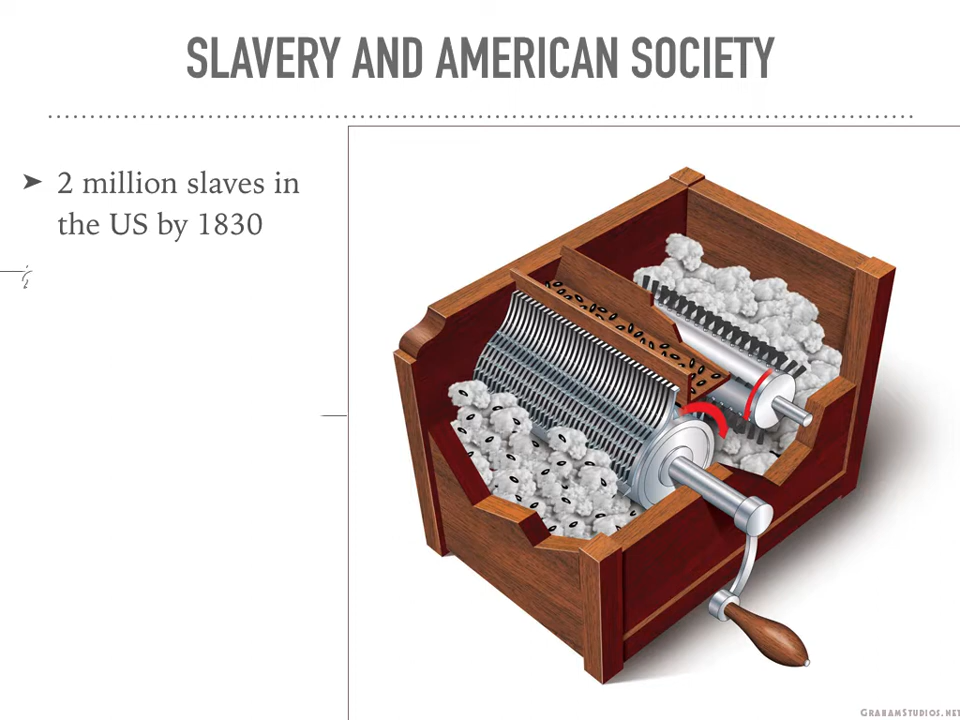 SLAVERY AND AMERICAN SOCIETY
➤ 2 million slaves in
the US by 1830
GRAHAMSTUDIOS.NET